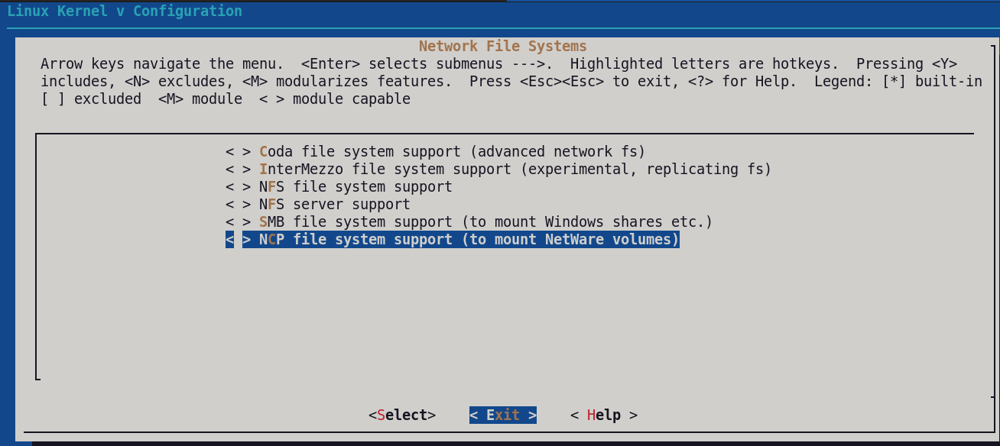 Linux Kernel v Configuration
Network File Systems
Arrow keys navigate the menu.  <Enter> selects submenus --->.  Highlighted letters are hotkeys.  Pressing <Y>
includes, <N> excludes, <M> modularizes features.  Press <Esc><Esc> to exit, <?> for Help.  Legend: [*] built-in
[ ] excluded  <M> module  < > module capable
< > Coda file system support (advanced network fs)
< > InterMezzo file system support (experimental, replicating fs)
< > NFS file system support
< > NFS server support
< > SMB file system support (to mount Windows shares etc.)
< > NCP file system support (to mount NetWare volumes)
<Select>    < Exit >    < Help >